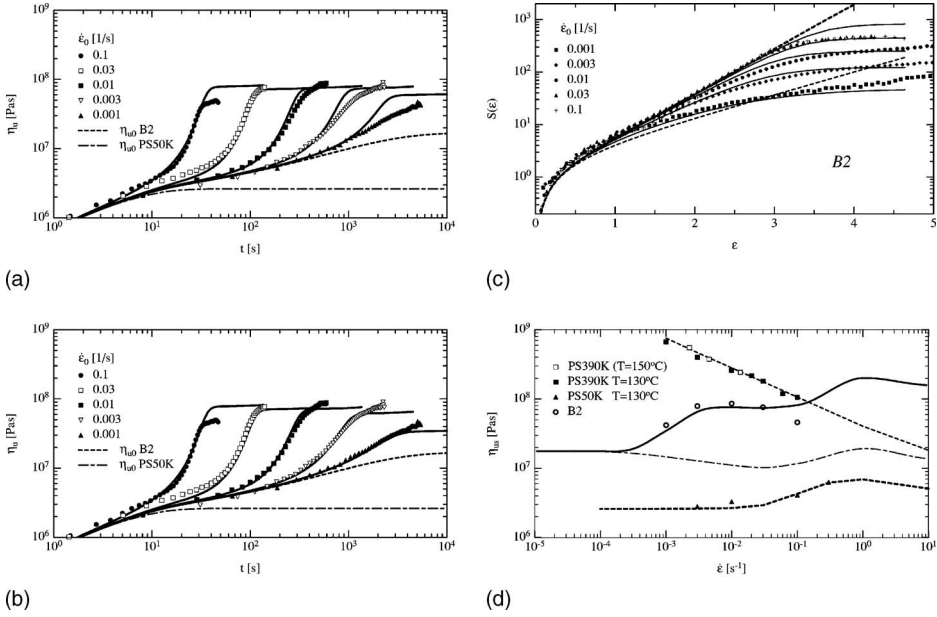 10⁹
10⁸
10⁷
10⁶
ηu [Pas]
ε̇0 [1/s]
0.1
0.03
0.01
0.003
0.001
ηu0 B2
ηu0 PS50K
10⁰ 10¹ 10² 10³ 10⁴
t [s]
(a)
10³
10²
10¹
10⁰
S(ε)
ε̇0 [1/s]
0.001
0.003
0.01
0.03
0.1
B2
0 1 2 3 4 5
ε
(c)
10⁹
10⁸
10⁷
10⁶
ηu [Pas]
ε̇0 [1/s]
0.1
0.03
0.01
0.003
0.001
ηu0 B2
ηu0 PS50K
10⁰ 10¹ 10² 10³ 10⁴
t [s]
(b)
10⁹
10⁸
10⁷
10⁶
ηus [Pas]
PS390K (T=150°C)
PS390K T=130°C
PS50K T=130°C
B2
10⁻⁵ 10⁻⁴ 10⁻³ 10⁻² 10⁻¹ 10⁰ 10¹
ε̇ [s⁻¹]
(d)